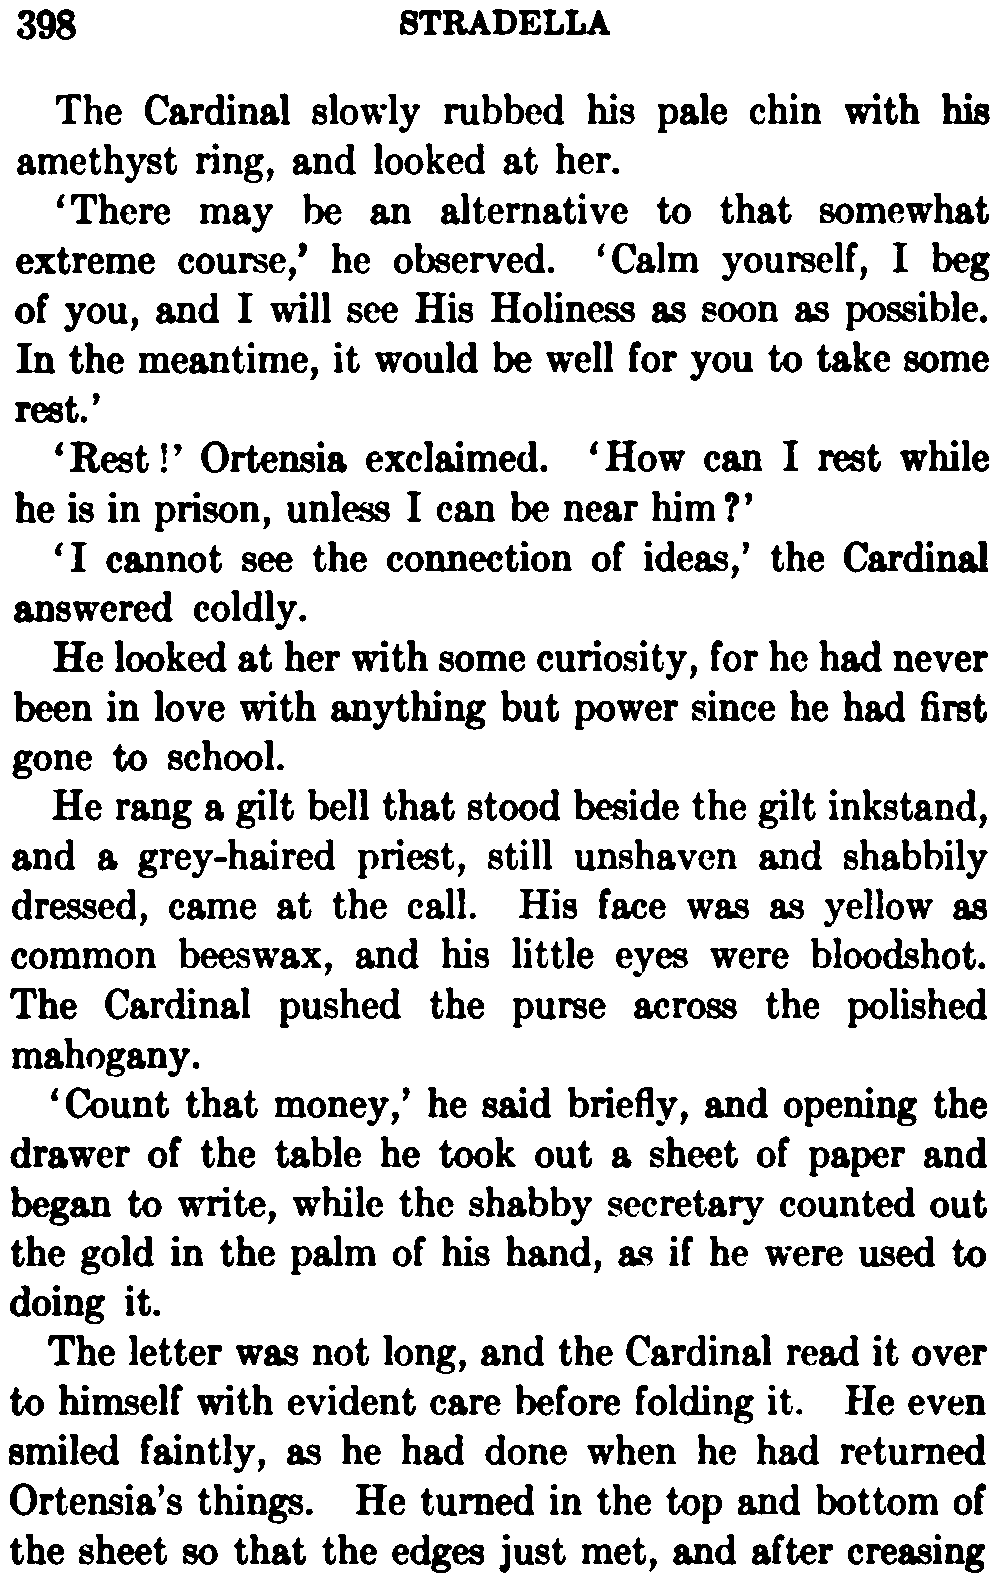 398 STRADELLA
The Cardinal slowly rubbed his pale chin with his
amethyst ring, and looked at her.
‘There may be an alternative to that somewhat
extreme course,’ he observed. ‘Calm yourself, I beg
of you, and I will see His Holiness as soon as possible.
In the meantime, it would be well for you to take some
rest.’
‘Rest!’ Ortensia exclaimed. ‘How can I rest while
he is in prison, unless I can be near him?’
‘I cannot see the connection of ideas,’ the Cardinal
answered coldly.
He looked at her with some curiosity, for he had never
been in love with anything but power since he had first
gone to school.
He rang a gilt bell that stood beside the gilt inkstand,
and a grey-haired priest, still unshaven and shabbily
dressed, came at the call. His face was as yellow as
common beeswax, and his little eyes were bloodshot.
The Cardinal pushed the purse across the polished
mahogany.
‘Count that money,’ he said briefly, and opening the
drawer of the table he took out a sheet of paper and
began to write, while the shabby secretary counted out
the gold in the palm of his hand, as if he were used to
doing it.
The letter was not long, and the Cardinal read it over
to himself with evident care before folding it. He even
smiled faintly, as he had done when he had returned
Ortensia’s things. He turned in the top and bottom of
the sheet so that the edges just met, and after creasing